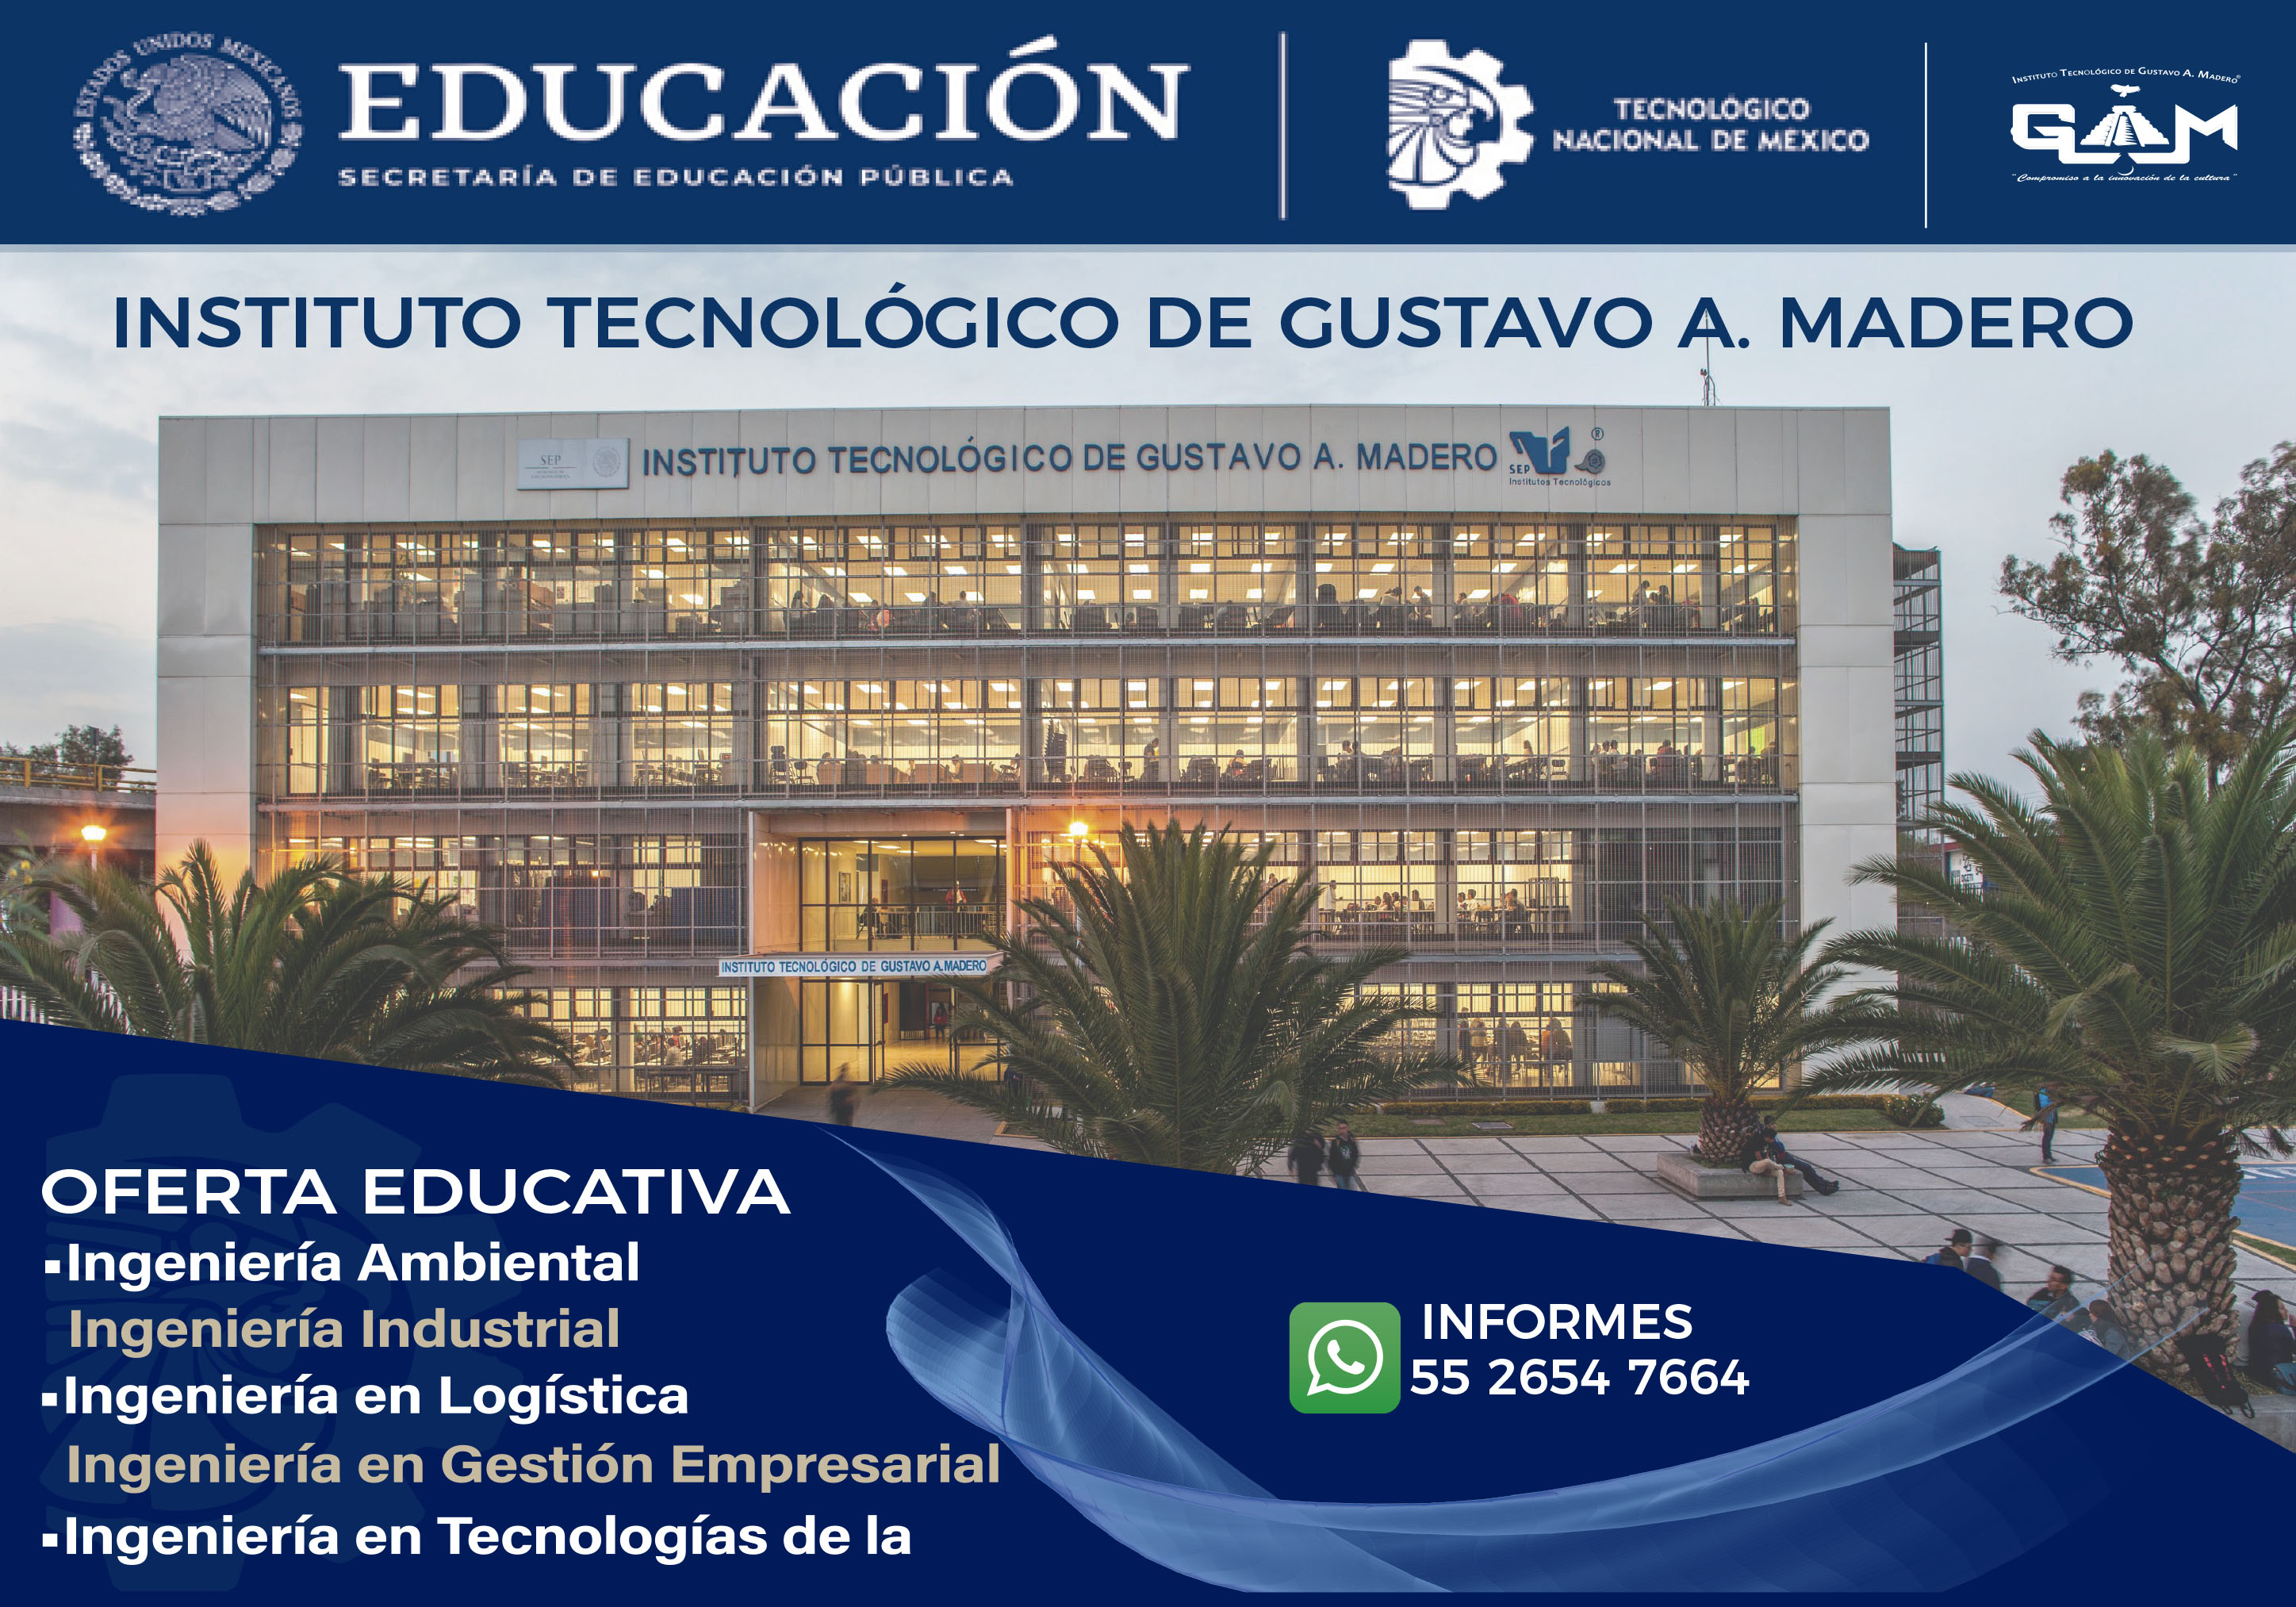 ESTADOS UNIDOS MEXICANOS
EDUCACIÓN
SECRETARÍA DE EDUCACIÓN PÚBLICA
TECNOLÓGICO
NACIONAL DE MÉXICO
INSTITUTO TECNOLÓGICO DE GUSTAVO A. MADERO®
GAM
"Compromiso a la innovación de la cultura"
INSTITUTO TECNOLÓGICO DE GUSTAVO A. MADERO
SEP
INSTITUTO TECNOLÓGICO DE GUSTAVO A. MADERO
®
SEP
Institutos Tecnológicos
INSTITUTO TECNOLÓGICO DE GUSTAVO A. MADERO
OFERTA EDUCATIVA
▪Ingeniería Ambiental
Ingeniería Industrial
▪Ingeniería en Logística
Ingeniería en Gestión Empresarial
▪Ingeniería en Tecnologías de la
INFORMES
55 2654 7664